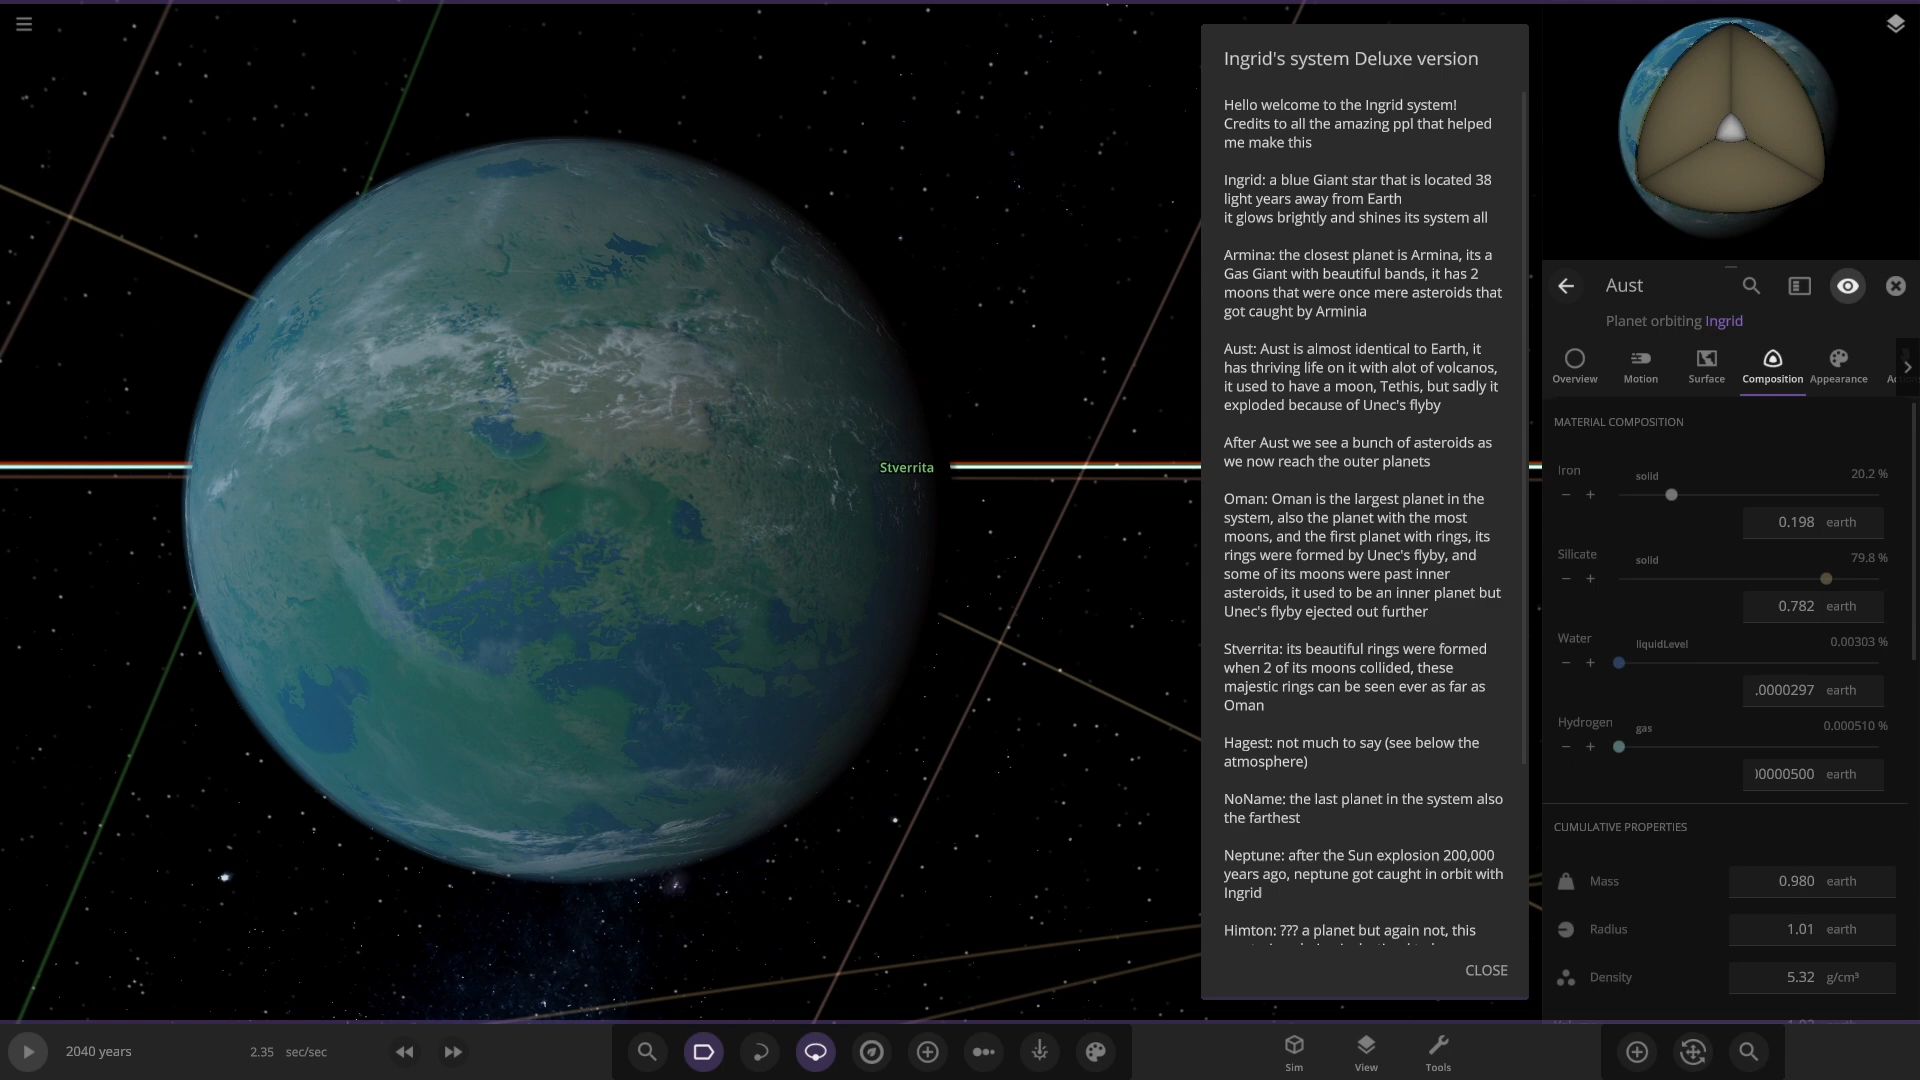 Ingrid's system Deluxe version
Hello welcome to the Ingrid system!
Credits to all the amazing ppl that helped
me make this
Ingrid: a blue Giant star that is located 38
light years away from Earth
it glows brightly and shines its system all
Armina: the closest planet is Armina, its a
Gas Giant with beautiful bands, it has 2
moons that were once mere asteroids that
got caught by Arminia
Aust: Aust is almost identical to Earth, it
has thriving life on it with alot of volcanos,
it used to have a moon, Tethis, but sadly it
exploded because of Unec's flyby
After Aust we see a bunch of asteroids as
we now reach the outer planets
Oman: Oman is the largest planet in the
system, also the planet with the most
moons, and the first planet with rings, its
rings were formed by Unec's flyby, and
some of its moons were past inner
asteroids, it used to be an inner planet but
Unec's flyby ejected out further
Stverrita: its beautiful rings were formed
when 2 of its moons collided, these
majestic rings can be seen ever as far as
Oman
Hagest: not much to say (see below the
atmosphere)
NoName: the last planet in the system also
the farthest
Neptune: after the Sun explosion 200,000
years ago, neptune got caught in orbit with
Ingrid
Himton: ??? a planet but again not, this
CLOSE
Stverrita
Aust
Planet orbiting Ingrid
Overview Motion Surface Composition Appearance
MATERIAL COMPOSITION
Iron solid 20.2 %
− +
0.198 earth
Silicate solid 79.8 %
− +
0.782 earth
Water liquidLevel 0.00303 %
− +
.0000297 earth
Hydrogen gas 0.000510 %
− +
00000500 earth
CUMULATIVE PROPERTIES
Mass 0.980 earth
Radius 1.01 earth
Density 5.32 g/cm³
2040 years 2.35 sec/sec
Sim View Tools